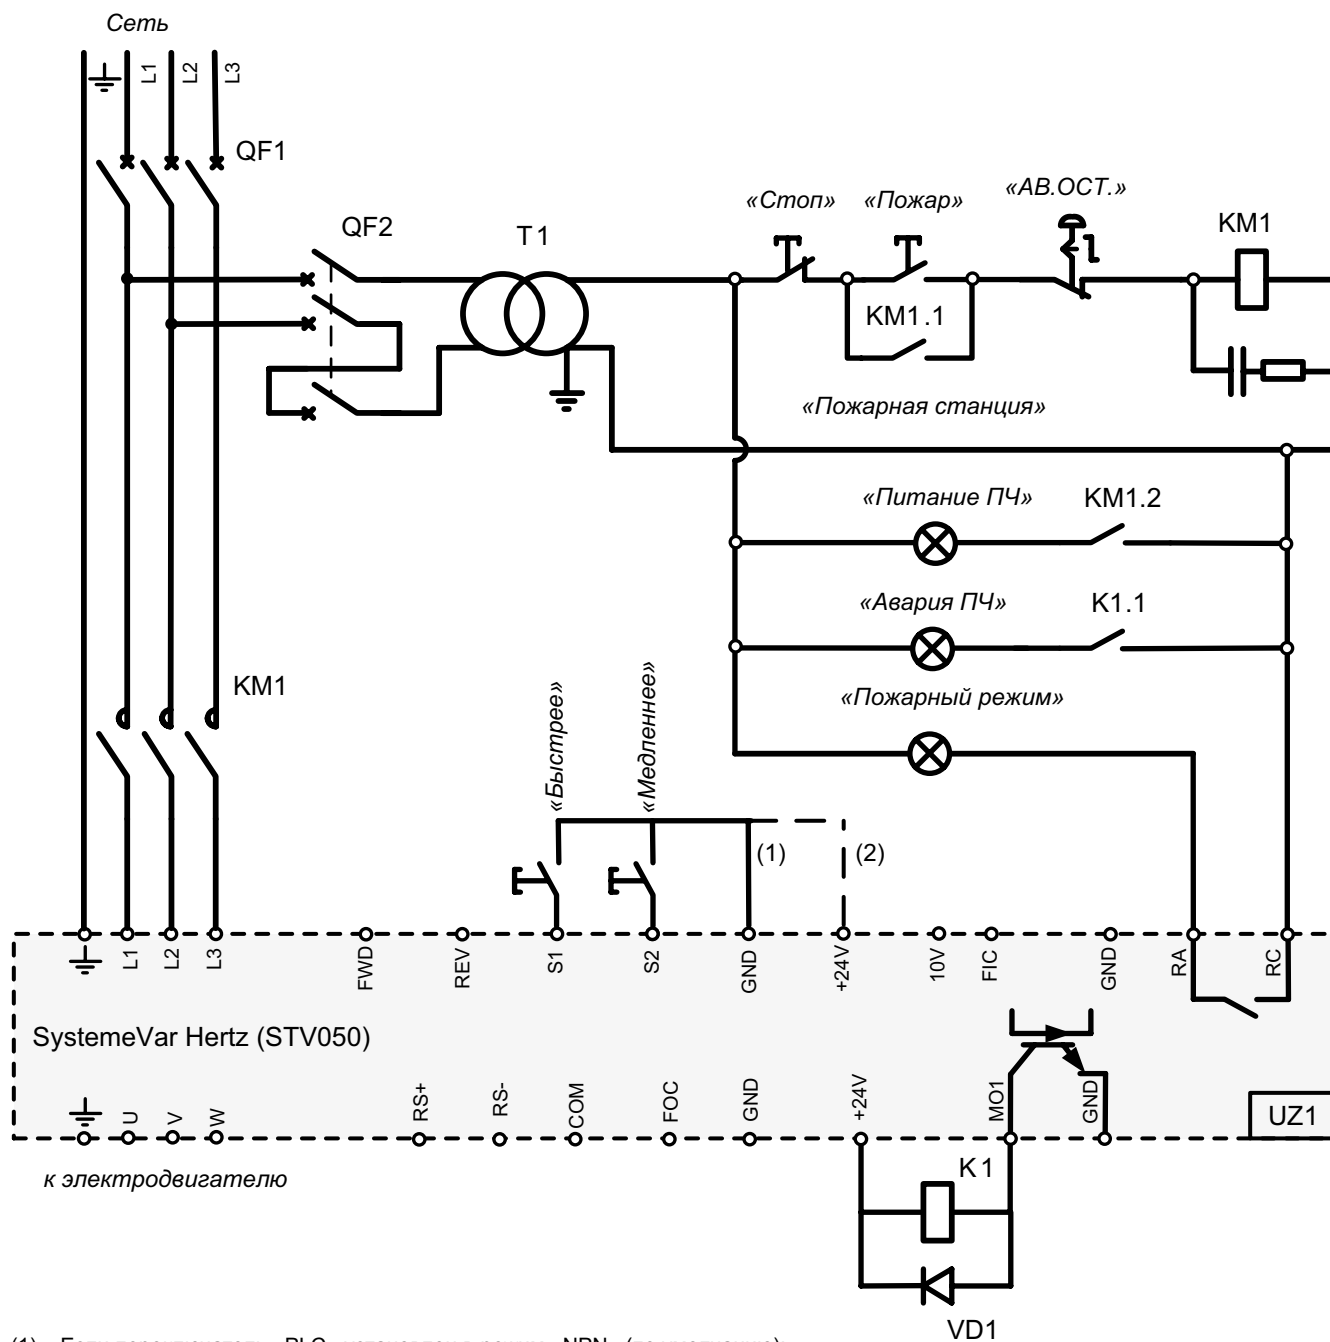 Сеть
L1
L2
L3
QF1
QF2
T1
«Стоп»
«Пожар»
«АВ.ОСТ.»
KM1
KM1.1
«Пожарная станция»
«Питание ПЧ»
KM1.2
«Авария ПЧ»
K1.1
«Пожарный режим»
KM1
«Быстрее»
«Медленнее»
(1)
(2)
L1
L2
L3
FWD
REV
S1
S2
GND
+24V
10V
FIC
GND
RA
RC
SystemeVar Hertz (STV050)
U
V
W
RS+
RS-
COM
FOC
GND
+24V
MO1
GND
UZ1
к электродвигателю
K1
VD1